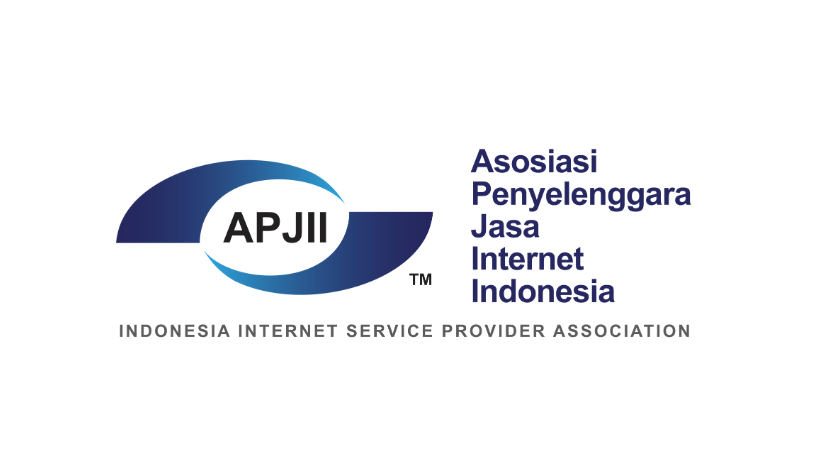 APJII
TM
Asosiasi
Penyelenggara
Jasa
Internet
Indonesia
INDONESIA INTERNET SERVICE PROVIDER ASSOCIATION